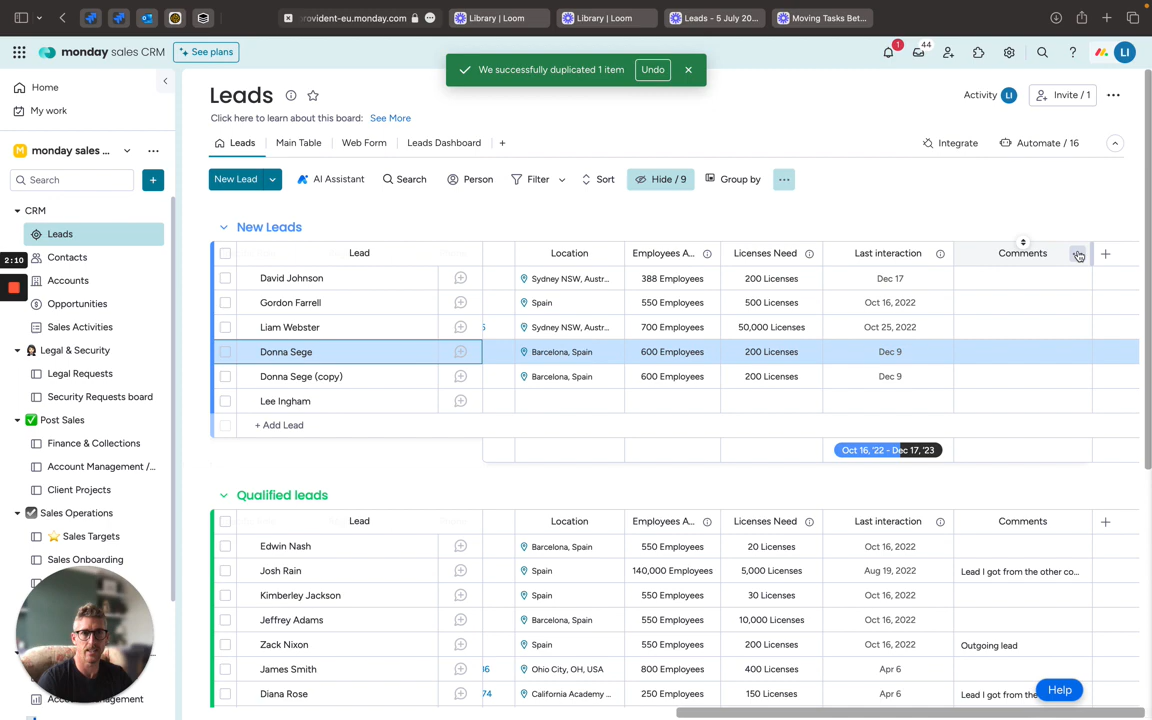 rovident-eu.monday.com
Library | Loom
Library | Loom
Leads - 5 July 20...
Moving Tasks Bet...
monday sales CRM
See plans
1
44
LI
We successfully duplicated 1 item
Undo
Home
My work
monday sales ...
Search
CRM
Leads
2:10
Contacts
Accounts
Opportunities
Sales Activities
Legal & Security
Legal Requests
Security Requests board
Post Sales
Finance & Collections
Account Management /...
Client Projects
Sales Operations
Sales Targets
Sales Onboarding
Leads
Activity
LI
Invite / 1
Click here to learn about this board:
See More
Leads
Main Table
Web Form
Leads Dashboard
Integrate
Automate / 16
New Lead
AI Assistant
Search
Person
Filter
Sort
Hide / 9
Group by
New Leads
Lead Location Employees A... Licenses Need Last interaction Comments
David Johnson Sydney NSW, Austr... 388 Employees 200 Licenses Dec 17
Gordon Farrell Spain 550 Employees 500 Licenses Oct 16, 2022
Liam Webster Sydney NSW, Austr... 700 Employees 50,000 Licenses Oct 25, 2022
Donna Sege Barcelona, Spain 600 Employees 200 Licenses Dec 9
Donna Sege (copy) Barcelona, Spain 600 Employees 200 Licenses Dec 9
Lee Ingham
+ Add Lead
Oct 16, '22 - Dec 17, '23
Qualified leads
Lead Location Employees A... Licenses Need Last interaction Comments
Edwin Nash Barcelona, Spain 550 Employees 20 Licenses Oct 16, 2022
Josh Rain Spain 140,000 Employees 5,000 Licenses Aug 19, 2022 Lead I got from the other co...
Kimberley Jackson Spain 550 Employees 30 Licenses Oct 16, 2022
Jeffrey Adams Barcelona, Spain 550 Employees 10,000 Licenses Oct 16, 2022
Zack Nixon Spain 550 Employees 200 Licenses Oct 16, 2022 Outgoing lead
James Smith 36 Ohio City, OH, USA 800 Employees 400 Licenses Apr 6
Diana Rose 74 California Academy ... 250 Employees 150 Licenses Apr 6 Lead I got from the
Help